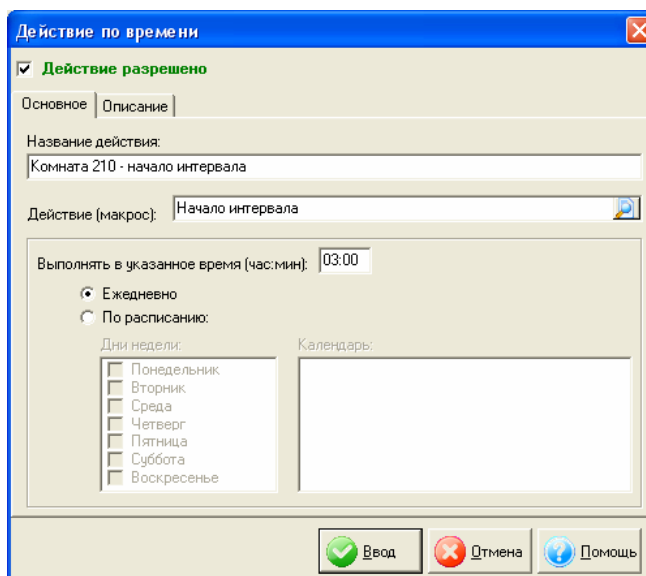 Действие по времени
Действие разрешено
Основное Описание
Название действия:
Комната 210 - начало интервала
Действие (макрос): Начало интервала
Выполнять в указанное время (час:мин): 03:00
Ежедневно
По расписанию:
Дни недели: Календарь:
Понедельник
Вторник
Среда
Четверг
Пятница
Суббота
Воскресенье
Ввод Отмена Помощь